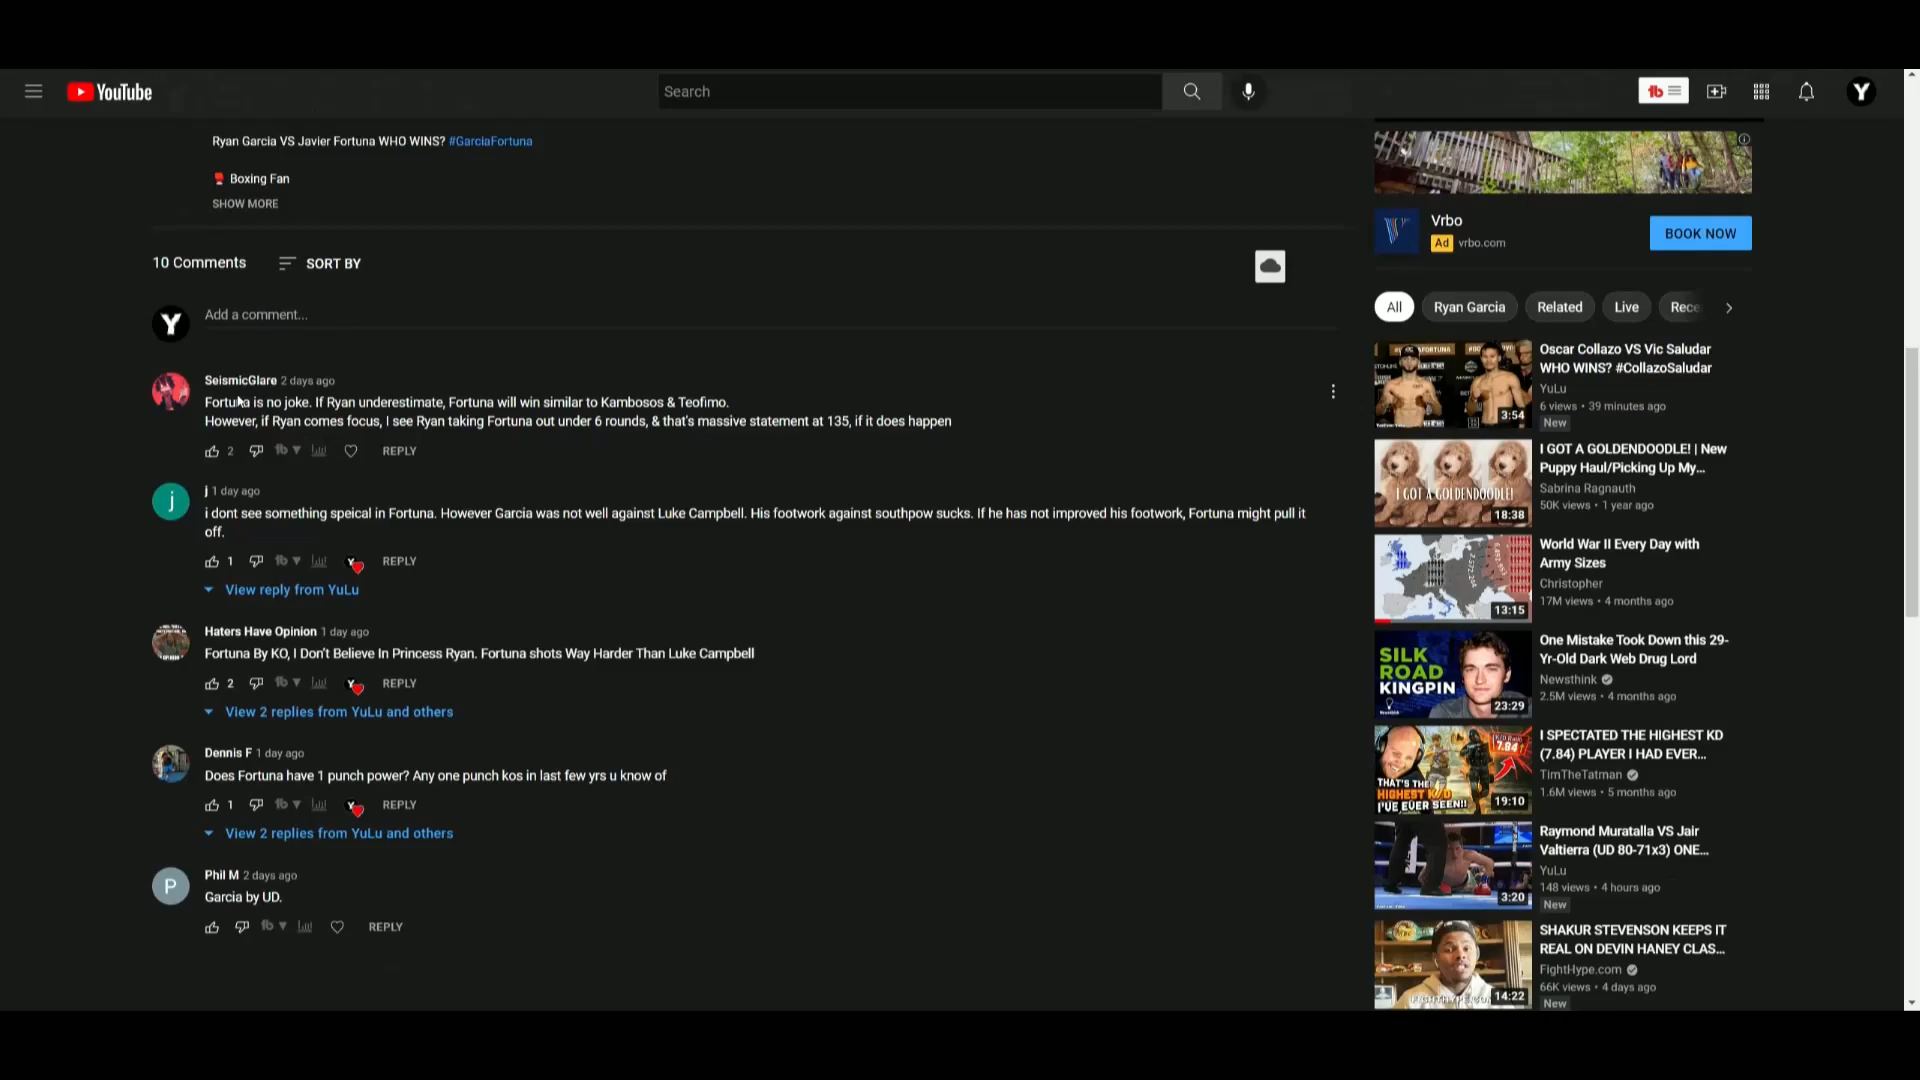 YouTube
Search
Y
Ryan Garcia VS Javier Fortuna WHO WINS? #GarciaFortuna
Boxing Fan
SHOW MORE
10 Comments
SORT BY
Y
Add a comment...
SeismicGlare 2 days ago
Fortuna is no joke. If Ryan underestimate, Fortuna will win similar to Kambosos & Teofimo.
However, if Ryan comes focus, I see Ryan taking Fortuna out under 6 rounds, & that's massive statement at 135, if it does happen
2
REPLY
j
j 1 day ago
i dont see something speical in Fortuna. However Garcia was not well against Luke Campbell. His footwork against southpow sucks. If he has not improved his footwork, Fortuna might pull it
off.
1
REPLY
View reply from YuLu
Haters Have Opinion 1 day ago
Fortuna By KO, I Don't Believe In Princess Ryan. Fortuna shots Way Harder Than Luke Campbell
2
REPLY
View 2 replies from YuLu and others
Dennis F 1 day ago
Does Fortuna have 1 punch power? Any one punch kos in last few yrs u know of
1
REPLY
View 2 replies from YuLu and others
P
Phil M 2 days ago
Garcia by UD.
REPLY
Vrbo
Ad vrbo.com
BOOK NOW
All
Ryan Garcia
Related
Live
Rece
3:54
Oscar Collazo VS Vic Saludar
WHO WINS? #CollazoSaludar
YuLu
6 views • 39 minutes ago
New
I GOT A GOLDENDOODLE!
18:38
I GOT A GOLDENDOODLE! | New
Puppy Haul/Picking Up My...
Sabrina Ragnauth
50K views • 1 year ago
13:15
World War II Every Day with
Army Sizes
Christopher
17M views • 4 months ago
SILK
ROAD
KINGPIN
23:29
One Mistake Took Down this 29-
Yr-Old Dark Web Drug Lord
Newsthink
2.5M views • 4 months ago
7.84
THAT'S THE
HIGHEST K/D
I'VE EVER SEEN!!
19:10
I SPECTATED THE HIGHEST KD
(7.84) PLAYER I HAD EVER...
TimTheTatman
1.6M views • 5 months ago
3:20
Raymond Muratalla VS Jair
Valtierra (UD 80-71x3) ONE...
YuLu
148 views • 4 hours ago
New
14:22
SHAKUR STEVENSON KEEPS IT
REAL ON DEVIN HANEY CLAS...
FightHype.com
66K views • 4 days ago
New